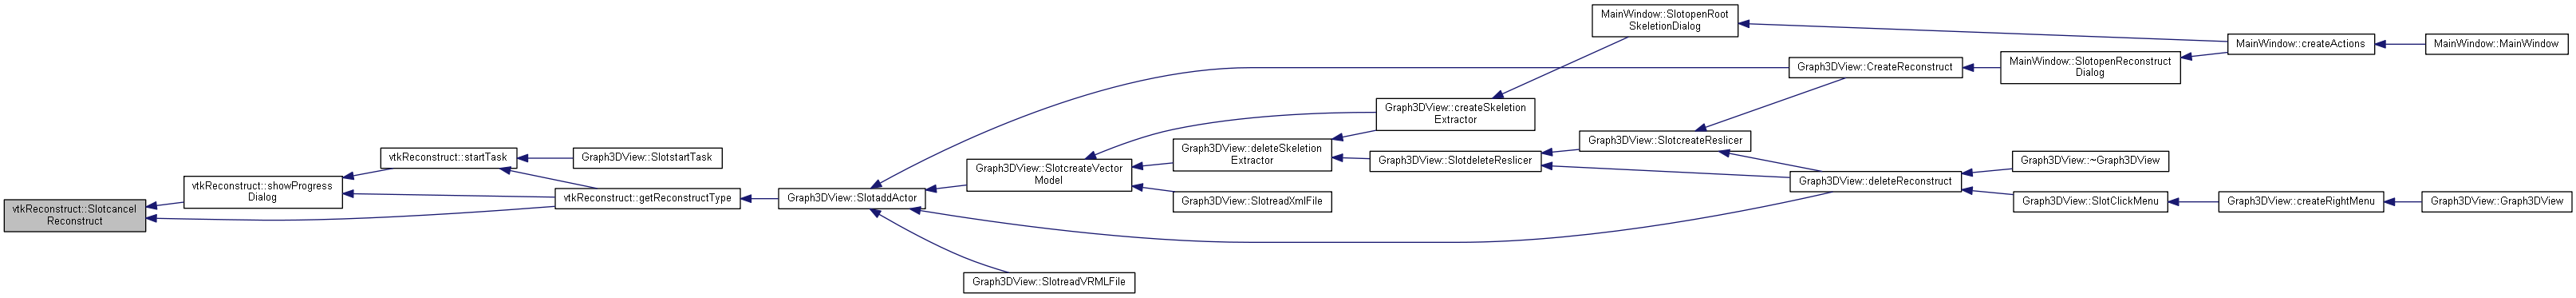 MainWindow::SlotopenRoot
SkeletionDialog
MainWindow::createActions
MainWindow::MainWindow
Graph3DView::CreateReconstruct
MainWindow::SlotopenReconstruct
Dialog
Graph3DView::createSkeletion
Extractor
Graph3DView::SlotcreateReslicer
Graph3DView::deleteSkeletion
Extractor
vtkReconstruct::startTask
Graph3DView::SlotstartTask
Graph3DView::SlotdeleteReslicer
Graph3DView::~Graph3DView
Graph3DView::SlotcreateVector
Model
Graph3DView::deleteReconstruct
vtkReconstruct::showProgress
Dialog
vtkReconstruct::getReconstructType
Graph3DView::SlotaddActor
Graph3DView::SlotreadXmlFile
Graph3DView::SlotClickMenu
Graph3DView::createRightMenu
Graph3DView::Graph3DView
vtkReconstruct::Slotcancel
Reconstruct
Graph3DView::SlotreadVRMLFile